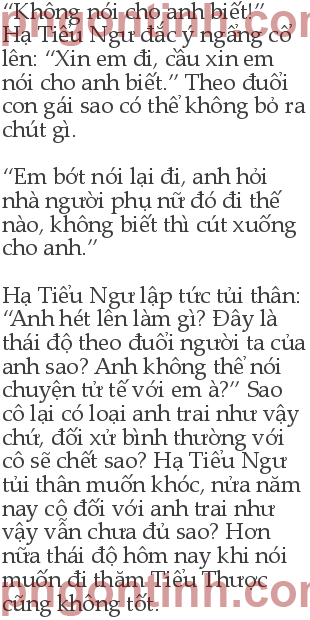 “Không nói cho anh biết!”
Hạ Tiểu Ngư đắc ý ngẩng cổ
lên: “Xin em đi, cầu xin em
nói cho anh biết.” Theo đuổi
con gái sao có thể không bỏ ra
chút gì.
“Em bớt nói lại đi, anh hỏi
nhà người phụ nữ đó đi thế
nào, không biết thì cút xuống
cho anh.”
Hạ Tiểu Ngư lập tức tủi thân:
“Anh hét lên làm gì? Đây là
thái độ theo đuổi người ta của
anh sao? Anh không thể nói
chuyện tử tế với em à?” Sao
cô lại có loại anh trai như vậy
chứ, đối xử bình thường với
cô sẽ chết sao? Hạ Tiểu Ngư
tủi thân muốn khóc, nửa năm
nay cô đối với anh trai như
vậy vẫn chưa đủ sao? Hơn
nữa thái độ hôm nay khi nói
muốn đi thăm Tiểu Thược
cũng không tốt.
pngontinh.com
pngontinh.com